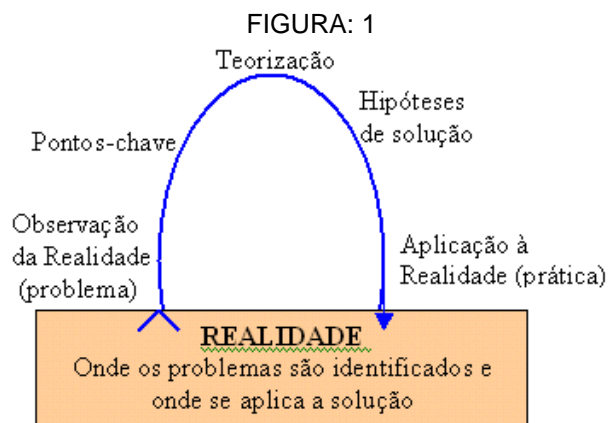 FIGURA: 1
Teorização
Hipóteses
de solução
Pontos-chave
Observação
da Realidade
(problema)
Aplicação à
Realidade (prática)
REALIDADE
Onde os problemas são identificados e
onde se aplica a solução